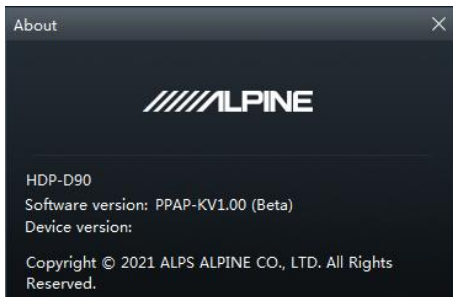 About
ALPINE
HDP-D90
Software version: PPAP-KV1.00 (Beta)
Device version:
Copyright © 2021 ALPS ALPINE CO., LTD. All Rights
Reserved.